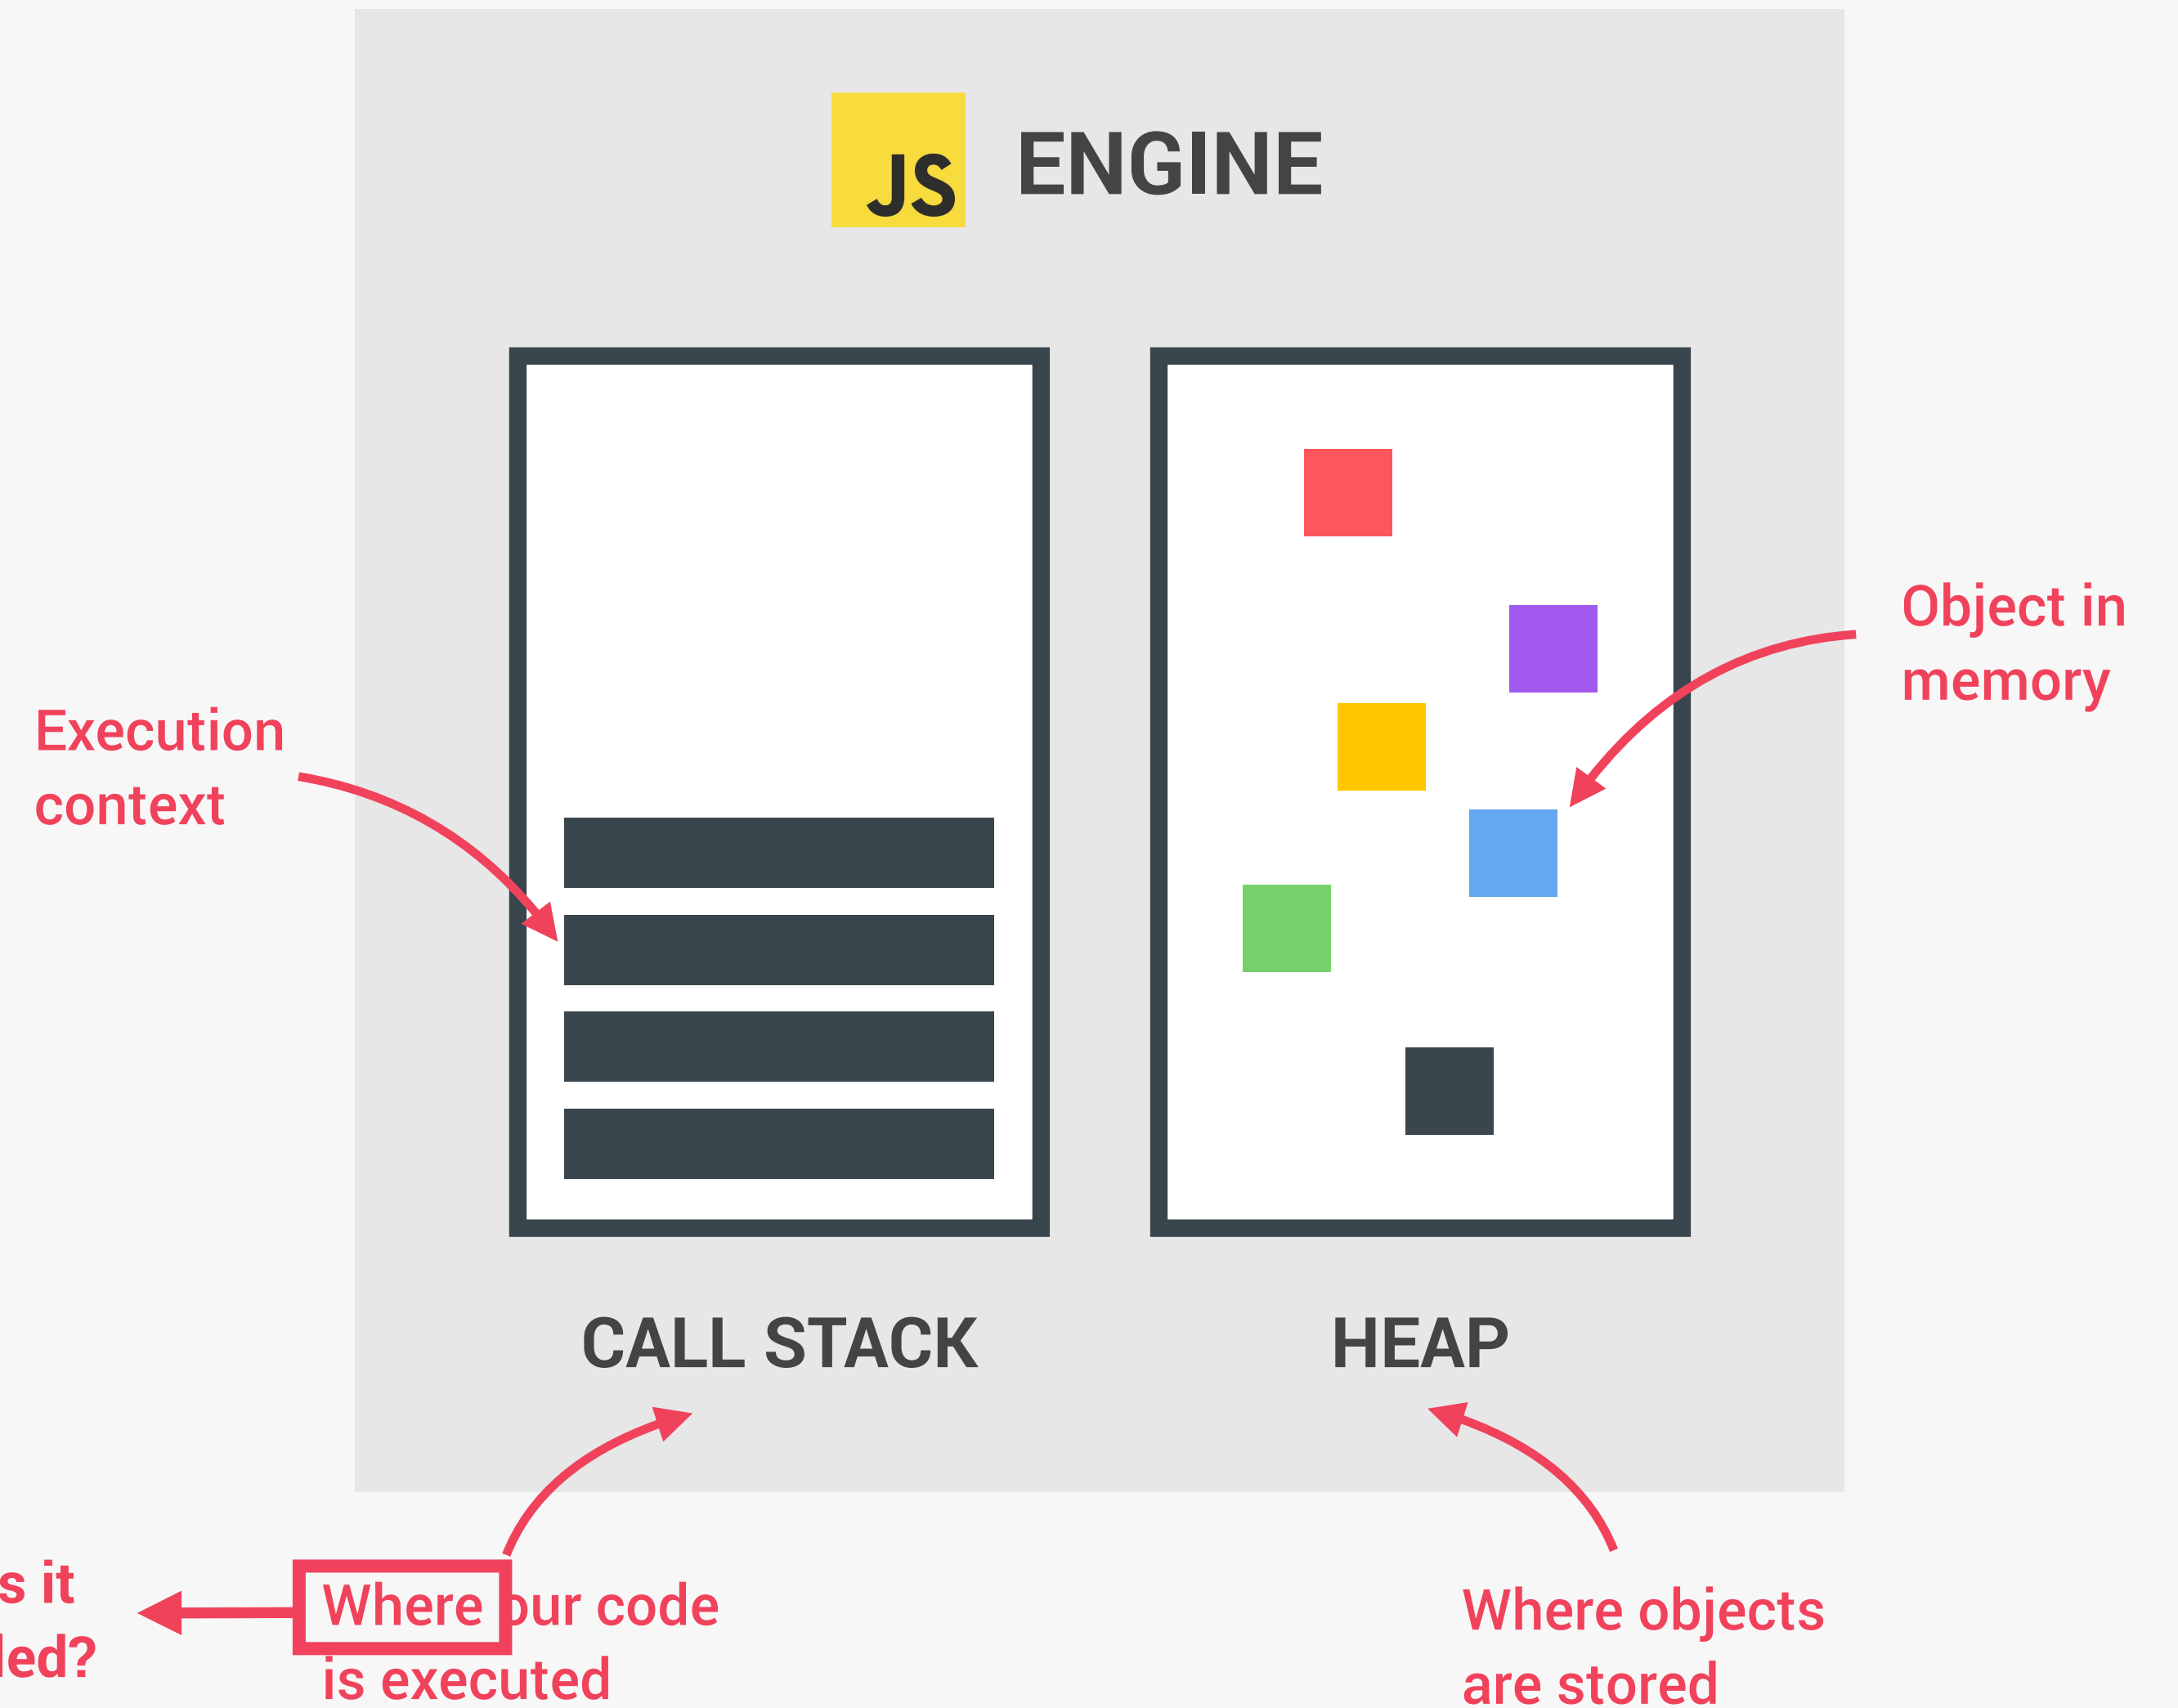 JS ENGINE
Object in
memory
Execution
context
CALL STACK
HEAP
s it
Where our code
is executed
Where objects
are stored